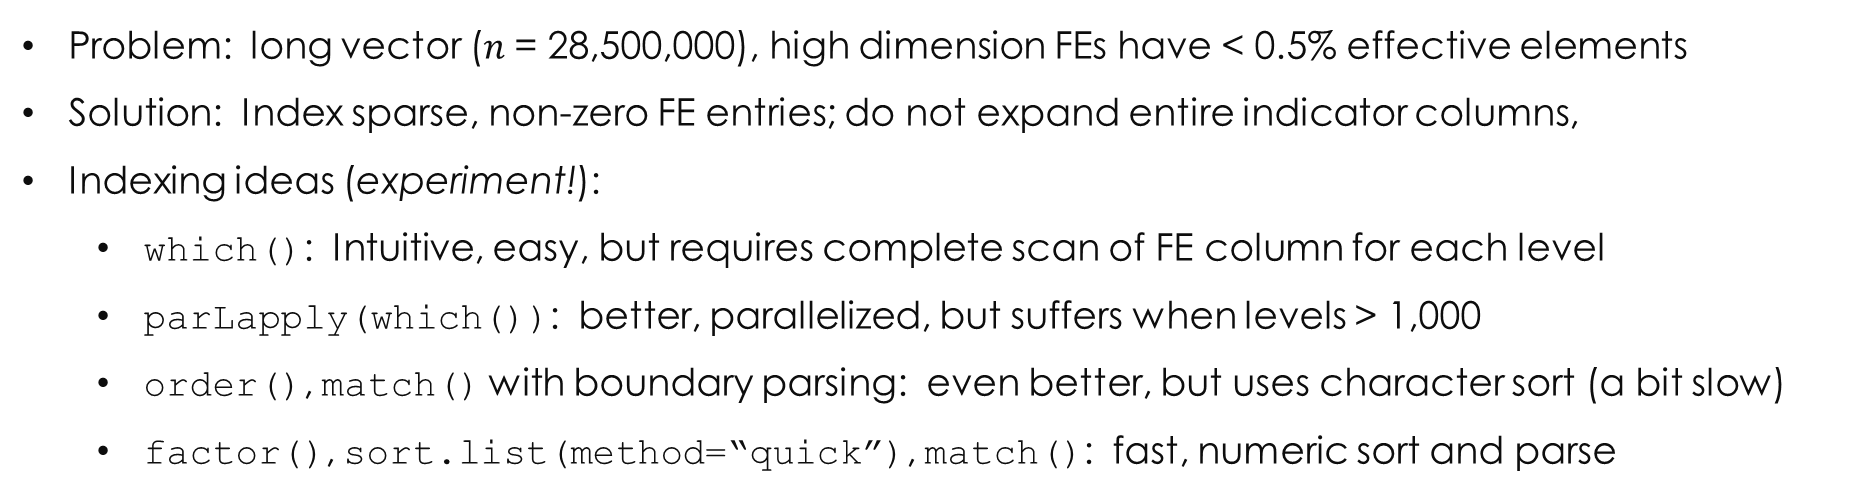 • Problem: long vector (n = 28,500,000), high dimension FEs have < 0.5% effective elements
• Solution: Index sparse, non-zero FE entries; do not expand entire indicator columns,
• Indexing ideas (experiment!):
• which(): Intuitive, easy, but requires complete scan of FE column for each level
• parLapply(which()): better, parallelized, but suffers when levels > 1,000
• order(),match() with boundary parsing: even better, but uses character sort (a bit slow)
• factor(),sort.list(method=“quick”),match(): fast, numeric sort and parse